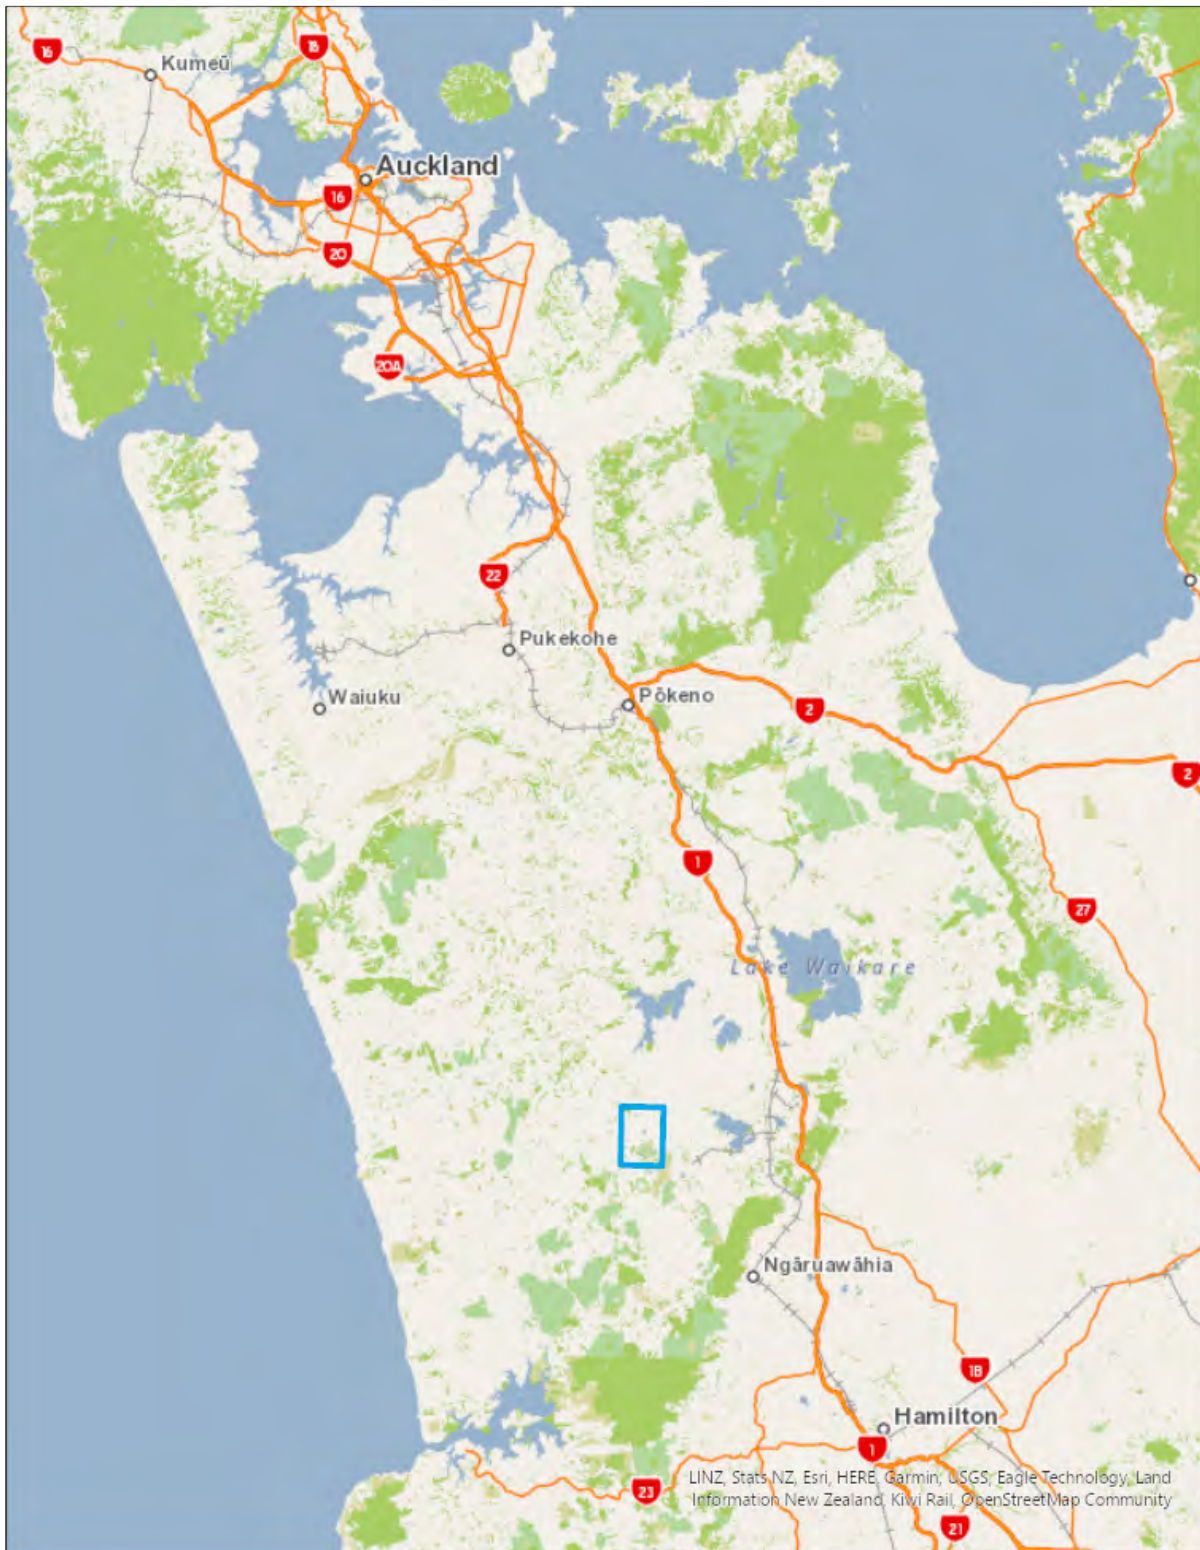 16
Kumeū
18
Auckland
16
20
20A
22
Pukekohe
Waiuku
Pōkeno
2
2
1
27
Lake Waikare
Ngāruawāhia
1B
Hamilton
1
LINZ, Stats NZ, Esri, HERE, Garmin, USGS, Eagle Technology, Land
Information New Zealand, Kiwi Rail, OpenStreetMap Community
23
21